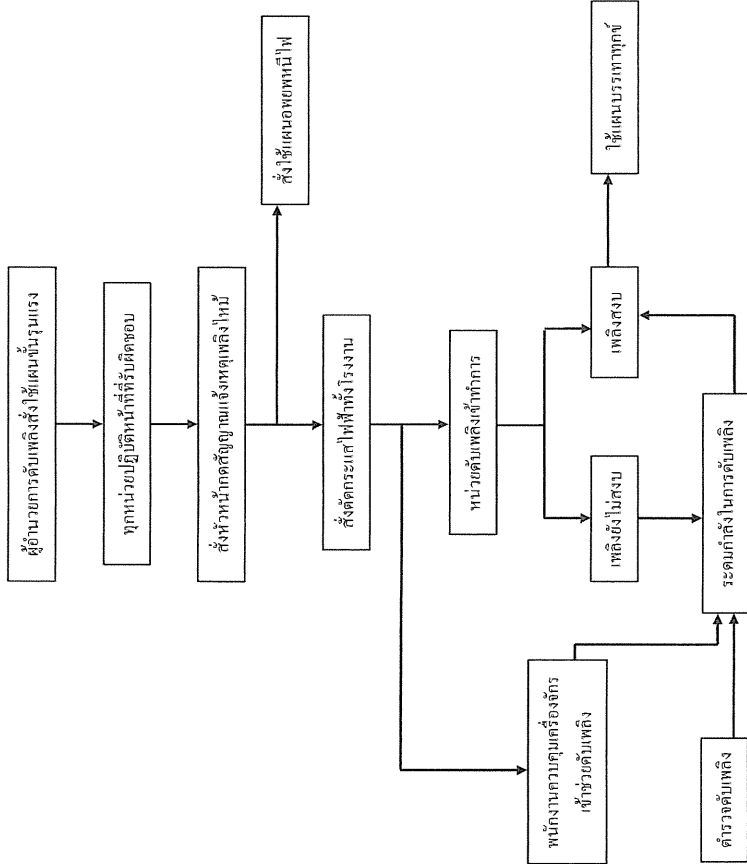 ผู้อำนวยการดับเพลิงสั่งใช้แผนขั้นรุนแรง
ทุกหน่วยปฏิบัติหน้าที่ที่รับผิดชอบ
สั่งหัวหน้ากดสัญญาณแจ้งเหตุเพลิงไหม้
สั่งใช้แผนอพยพหนีไฟ
สั่งตัดกระแสไฟฟ้าทั้งโรงงาน
หน่วยดับเพลิงเข้าทำการ
เพลิงยังไม่สงบ
เพลิงสงบ
ใช้แผนบรรเทาทุกข์
พนักงานควบคุมเครื่องจักร
เข้าช่วยดับเพลิง
ระดมกำลังในการดับเพลิง
ตำรวจดับเพลิง